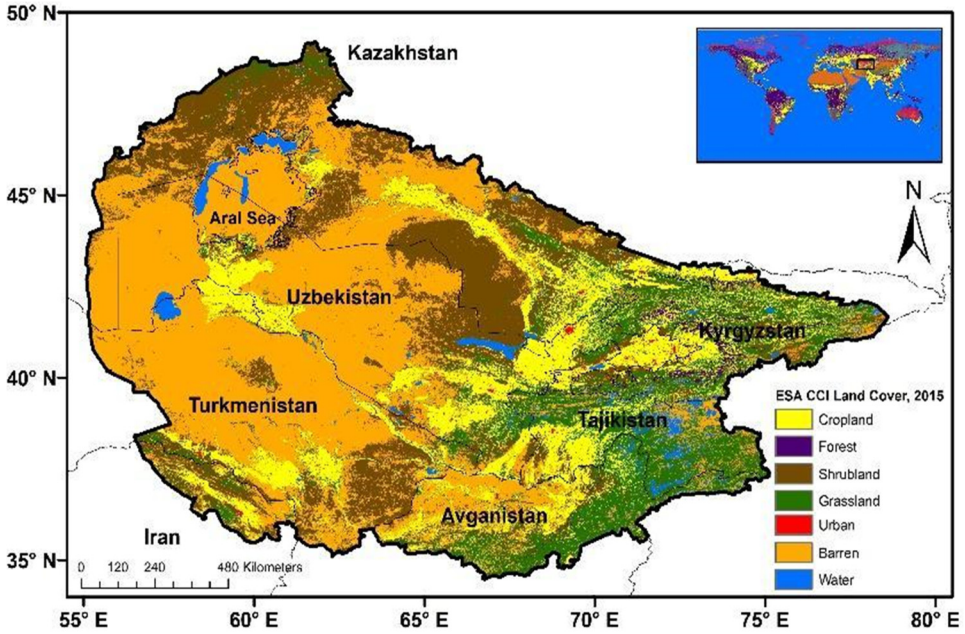 50° N
Kazakhstan
45° N
N
Aral Sea
Uzbekistan
Kyrgyzstan
40° N
ESA CCI Land Cover, 2015
Turkmenistan
Tajikistan
Cropland
Forest
Shrubland
Grassland
Avganistan
Urban
Iran
Barren
35° N
0 120 240 480 Kilometers
Water
55° E 60° E 65° E 70° E 75° E 80° E